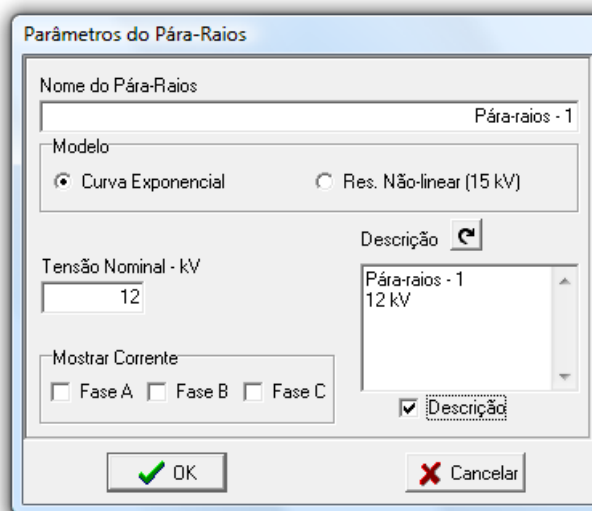 Parâmetros do Pára-Raios
Nome do Pára-Raios
Pára-raios - 1
Modelo
Curva Exponencial
Res. Não-linear (15 kV)
Descrição
Tensão Nominal - kV
12
Pára-raios - 1
12 kV
Mostrar Corrente
Fase A
Fase B
Fase C
Descrição
OK
Cancelar